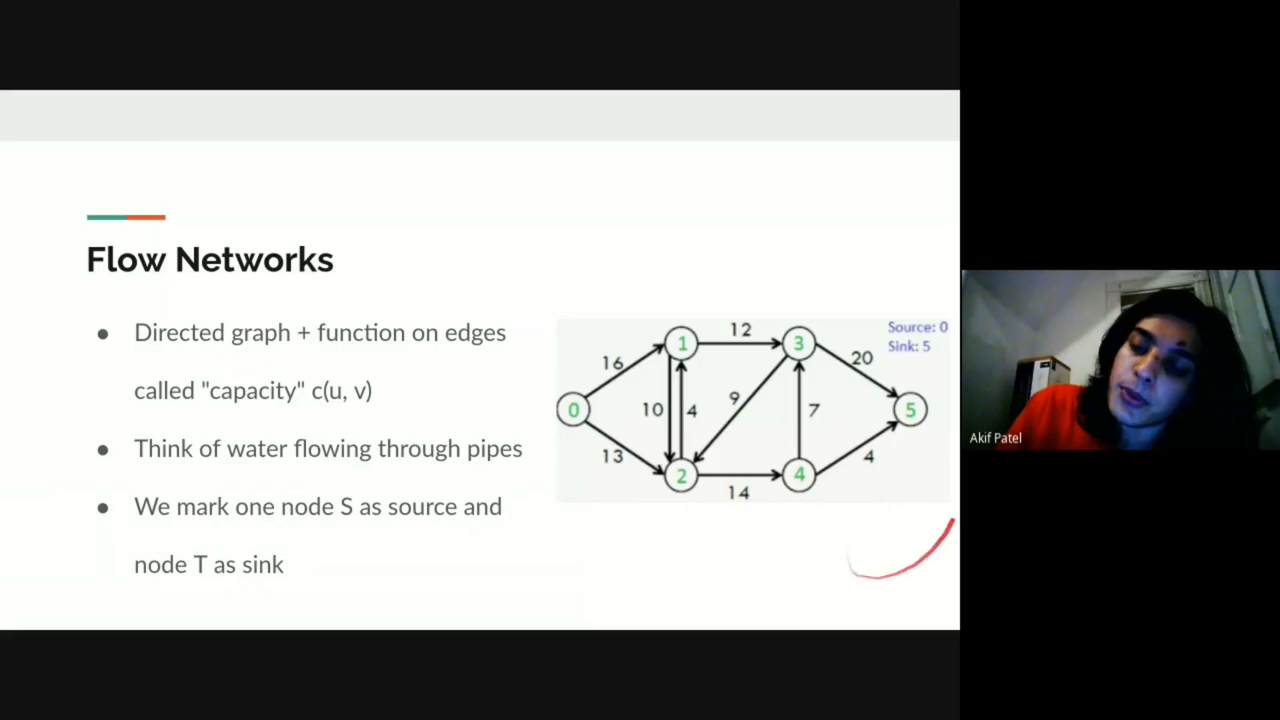 Flow Networks
● Directed graph + function on edges
called "capacity" c(u, v)
● Think of water flowing through pipes
● We mark one node S as source and
node T as sink
Source: 0
Sink: 5
12
1
3
16
20
0
10
4
9
7
5
13
4
2
4
14
Akif Patel